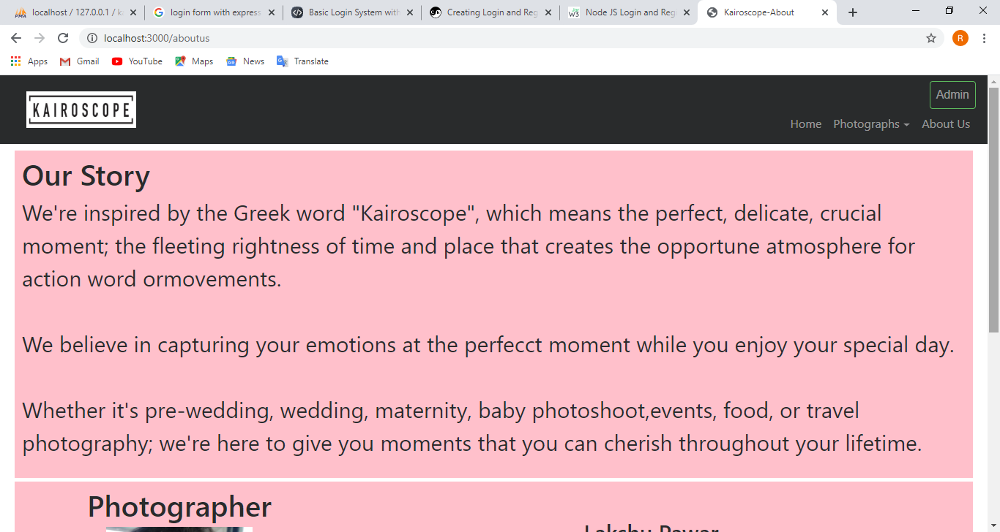 localhost / 127.0.0.1 / k
login form with express
Basic Login System with
Creating Login and Reg
Node JS Login and Regi
Kairoscope-About
localhost:3000/aboutus
R
Apps
Gmail
YouTube
Maps
News
Translate
KAIROSCOPE
Admin
Home
Photographs
About Us
Our Story
We're inspired by the Greek word "Kairoscope", which means the perfect, delicate, crucial
moment; the fleeting rightness of time and place that creates the opportune atmosphere for
action word ormovements.
We believe in capturing your emotions at the perfecct moment while you enjoy your special day.
Whether it's pre-wedding, wedding, maternity, baby photoshoot,events, food, or travel
photography; we're here to give you moments that you can cherish throughout your lifetime.
Photographer
Lakshu Pawar